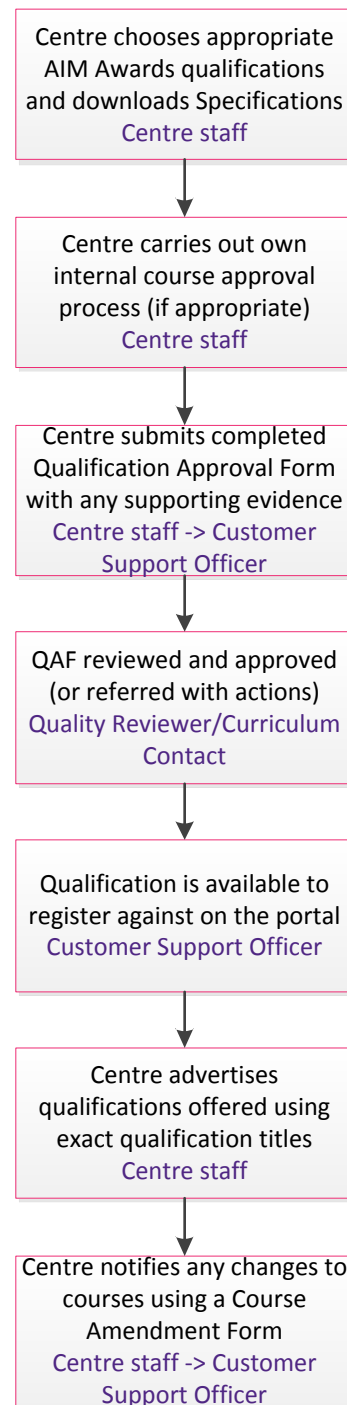 Centre chooses appropriate
AIM Awards qualifications
and downloads Specifications
Centre staff
Centre carries out own
internal course approval
process (if appropriate)
Centre staff
Centre submits completed
Qualification Approval Form
with any supporting evidence
Centre staff -> Customer
Support Officer
QAF reviewed and approved
(or referred with actions)
Quality Reviewer/Curriculum
Contact
Qualification is available to
register against on the portal
Customer Support Officer
Centre advertises
qualifications offered using
exact qualification titles
Centre staff
Centre notifies any changes to
courses using a Course
Amendment Form
Centre staff -> Customer
Support Officer